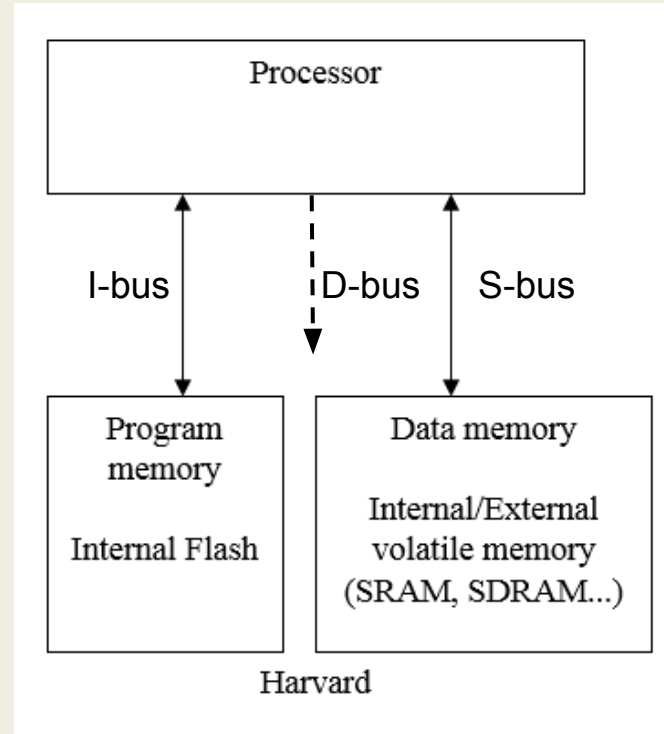 Processor
I-bus
D-bus
S-bus
Program
memory
Internal Flash
Data memory
Internal/External
volatile memory
(SRAM, SDRAM...)
Harvard